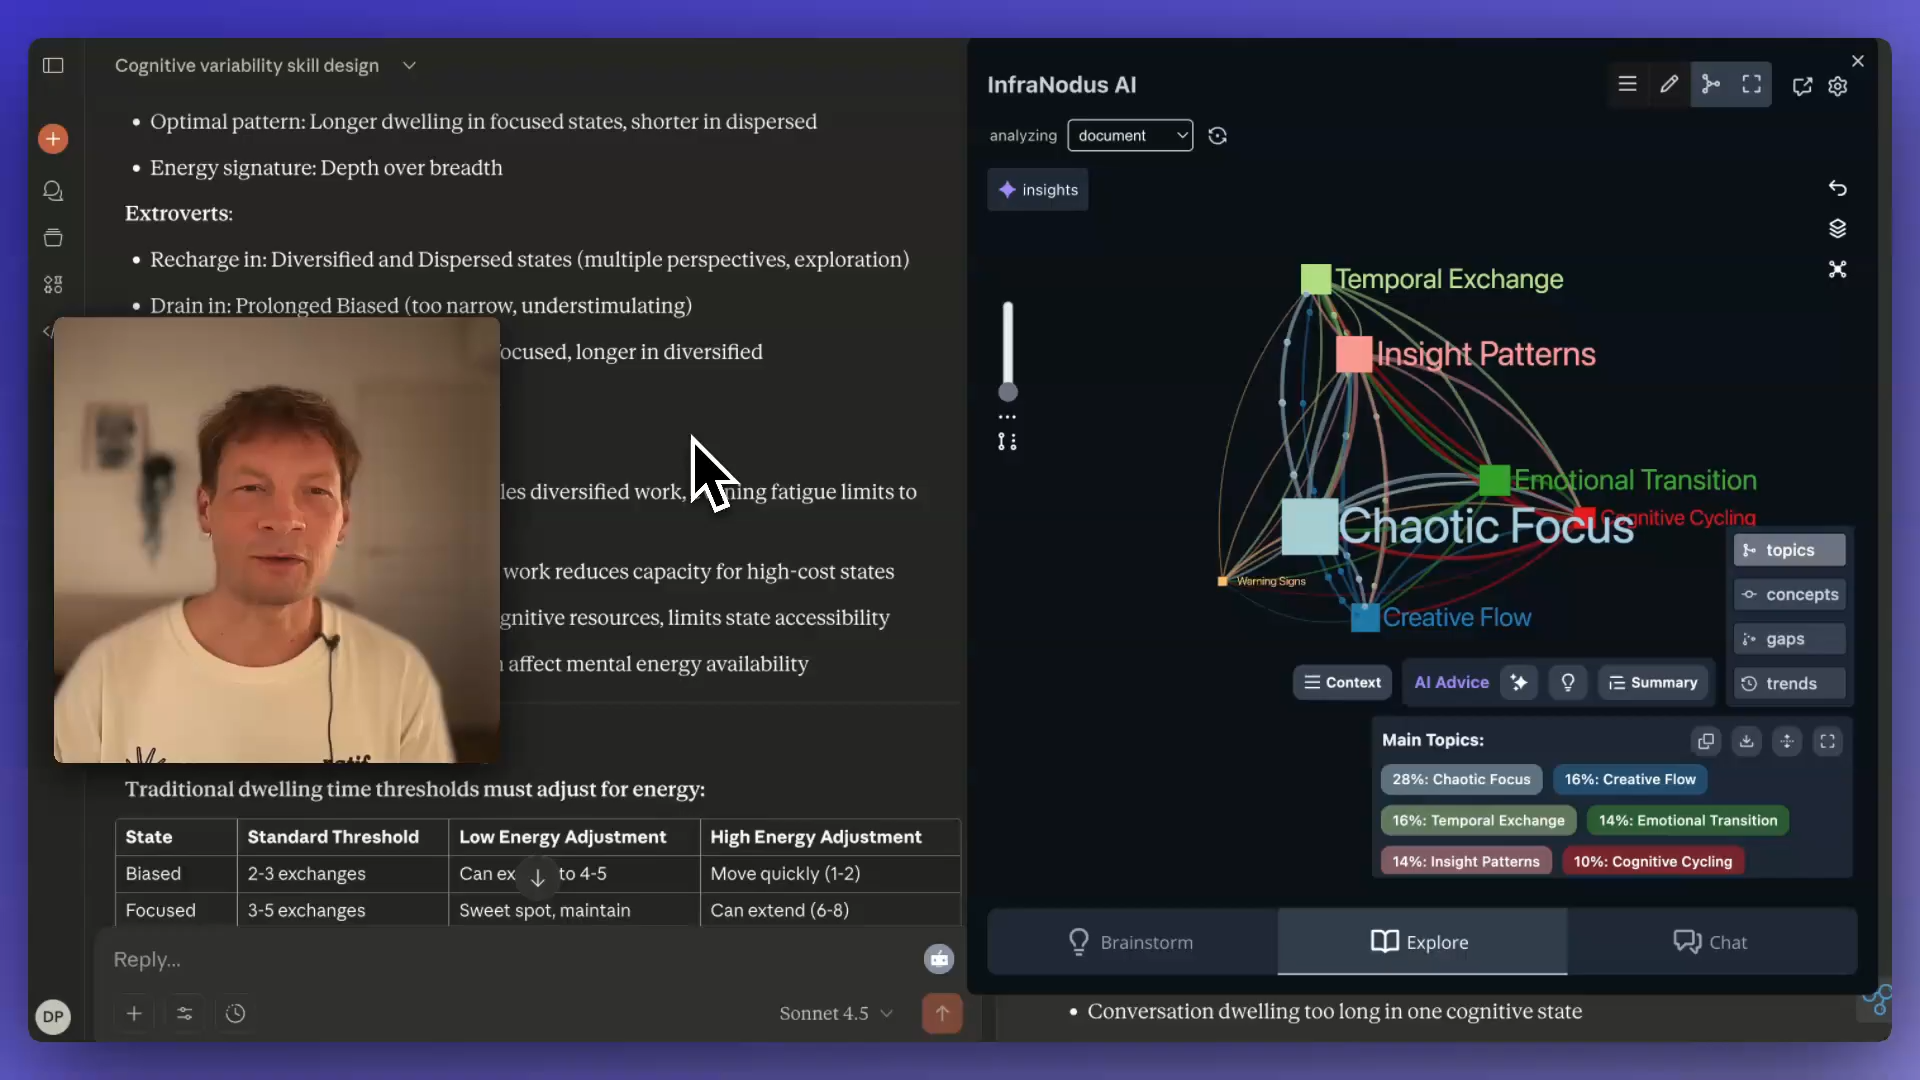 Cognitive variability skill design
• Optimal pattern: Longer dwelling in focused states, shorter in dispersed
• Energy signature: Depth over breadth
Extroverts:
• Recharge in: Diversified and Dispersed states (multiple perspectives, exploration)
• Drain in: Prolonged Biased (too narrow, understimulating)
focused, longer in diversified
diversified work,
fatigue limits to
work reduces capacity for high-cost states
resources, limits state accessibility
affect mental energy availability
Traditional dwelling time thresholds must adjust for energy:
State Standard Threshold Low Energy Adjustment High Energy Adjustment
Biased 2-3 exchanges Can to 4-5 Move quickly (1-2)
Focused 3-5 exchanges Sweet spot, maintain Can extend (6-8)
Reply...
Sonnet 4.5
DP
InfraNodus AI
analyzing document
insights
Temporal Exchange
Insight Patterns
Emotional Transition
Cognitive Cycling
Chaotic Focus
Warning Signs
Creative Flow
topics
concepts
gaps
trends
Context AI Advice Summary
Main Topics:
28%: Chaotic Focus 16%: Creative Flow
16%: Temporal Exchange 14%: Emotional Transition
14%: Insight Patterns 10%: Cognitive Cycling
Brainstorm Explore Chat
• Conversation dwelling too long in one cognitive state